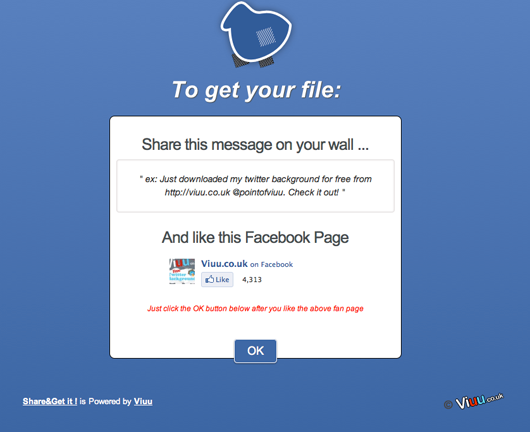 To get your file:
Share this message on your wall ...
" ex: Just downloaded my twitter background for free from
http://viuu.co.uk @pointofviuu. Check it out! "
And like this Facebook Page
Viuu.co.uk on Facebook
Like 4,313
Just click the OK button below after you like the above fan page
OK
Share&Get it ! is Powered by Viuu
© Viuu.co.uk